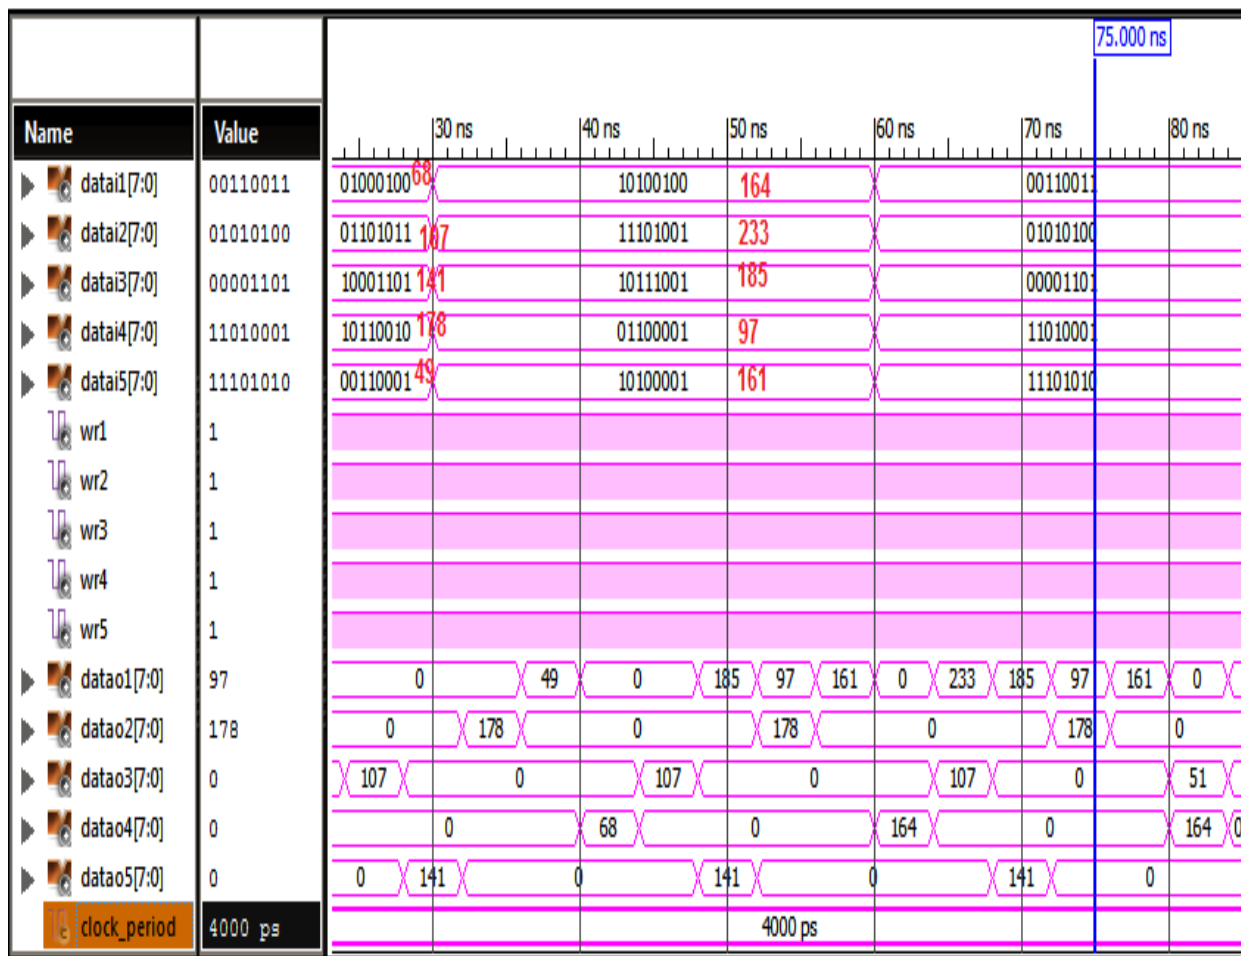 75.000 ns
Name Value 30 ns 40 ns 50 ns 60 ns 70 ns 80 ns
datai1[7:0] 00110011 01000100 68 10100100 164 00110011
datai2[7:0] 01010100 01101011 107 11101001 233 01010100
datai3[7:0] 00001101 10001101 141 10111001 185 00001101
datai4[7:0] 11010001 10110010 178 01100001 97 11010001
datai5[7:0] 11101010 00110001 49 10100001 161 11101010
wr1 1
wr2 1
wr3 1
wr4 1
wr5 1
datao1[7:0] 97 0 49 0 185 97 161 0 233 185 97 161 0
datao2[7:0] 178 0 178 0 178 0 178 0
datao3[7:0] 0 107 0 107 0 107 0 51
datao4[7:0] 0 0 68 0 164 0 164 0
datao5[7:0] 0 0 141 0 141 0 141 0
clock_period 4000 ps 4000 ps